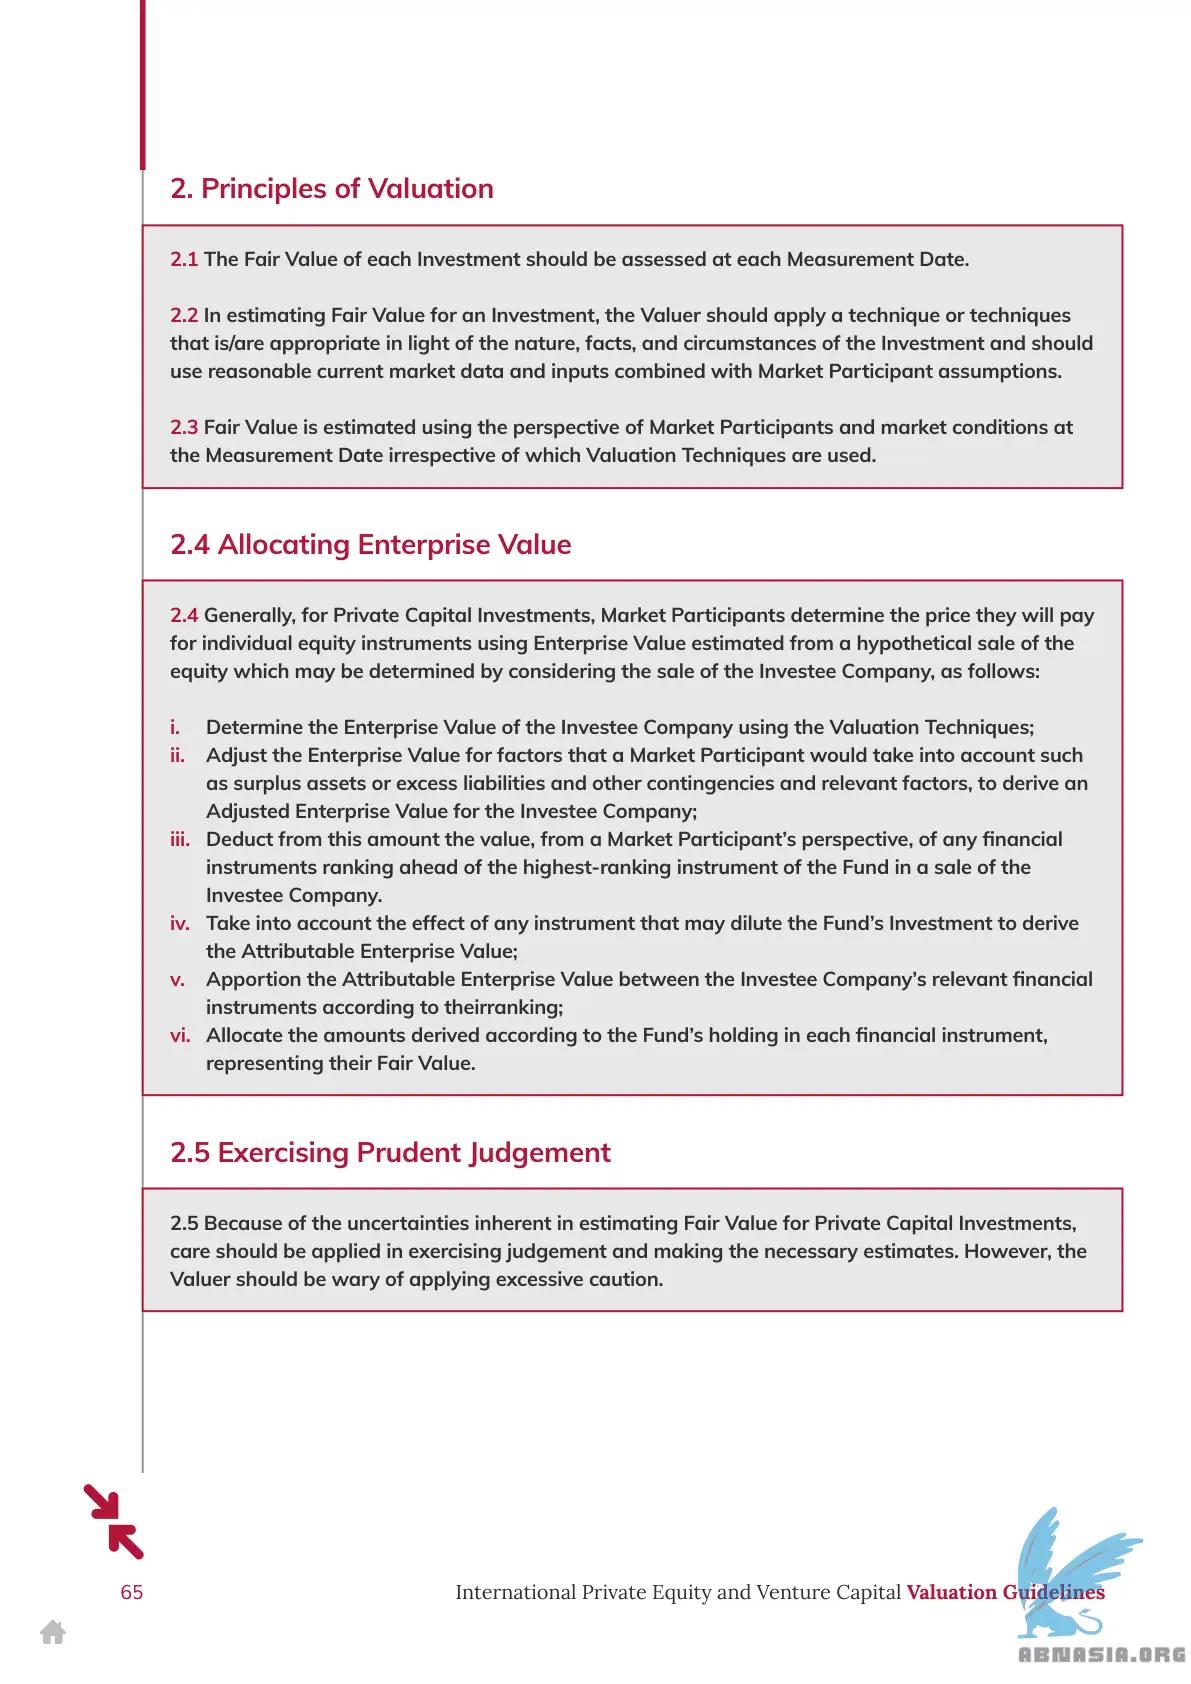 2. Principles of Valuation
2.1 The Fair Value of each Investment should be assessed at each Measurement Date.
2.2 In estimating Fair Value for an Investment, the Valuer should apply a technique or techniques
that is/are appropriate in light of the nature, facts, and circumstances of the Investment and should
use reasonable current market data and inputs combined with Market Participant assumptions.
2.3 Fair Value is estimated using the perspective of Market Participants and market conditions at
the Measurement Date irrespective of which Valuation Techniques are used.
2.4 Allocating Enterprise Value
2.4 Generally, for Private Capital Investments, Market Participants determine the price they will pay
for individual equity instruments using Enterprise Value estimated from a hypothetical sale of the
equity which may be determined by considering the sale of the Investee Company, as follows:
i. Determine the Enterprise Value of the Investee Company using the Valuation Techniques;
ii. Adjust the Enterprise Value for factors that a Market Participant would take into account such
as surplus assets or excess liabilities and other contingencies and relevant factors, to derive an
Adjusted Enterprise Value for the Investee Company;
iii. Deduct from this amount the value, from a Market Participant’s perspective, of any financial
instruments ranking ahead of the highest-ranking instrument of the Fund in a sale of the
Investee Company.
iv. Take into account the effect of any instrument that may dilute the Fund’s Investment to derive
the Attributable Enterprise Value;
v. Apportion the Attributable Enterprise Value between the Investee Company’s relevant financial
instruments according to theirranking;
vi. Allocate the amounts derived according to the Fund’s holding in each financial instrument,
representing their Fair Value.
2.5 Exercising Prudent Judgement
2.5 Because of the uncertainties inherent in estimating Fair Value for Private Capital Investments,
care should be applied in exercising judgement and making the necessary estimates. However, the
Valuer should be wary of applying excessive caution.
65
International Private Equity and Venture Capital Valuation Guidelines
ABNASIA.ORG